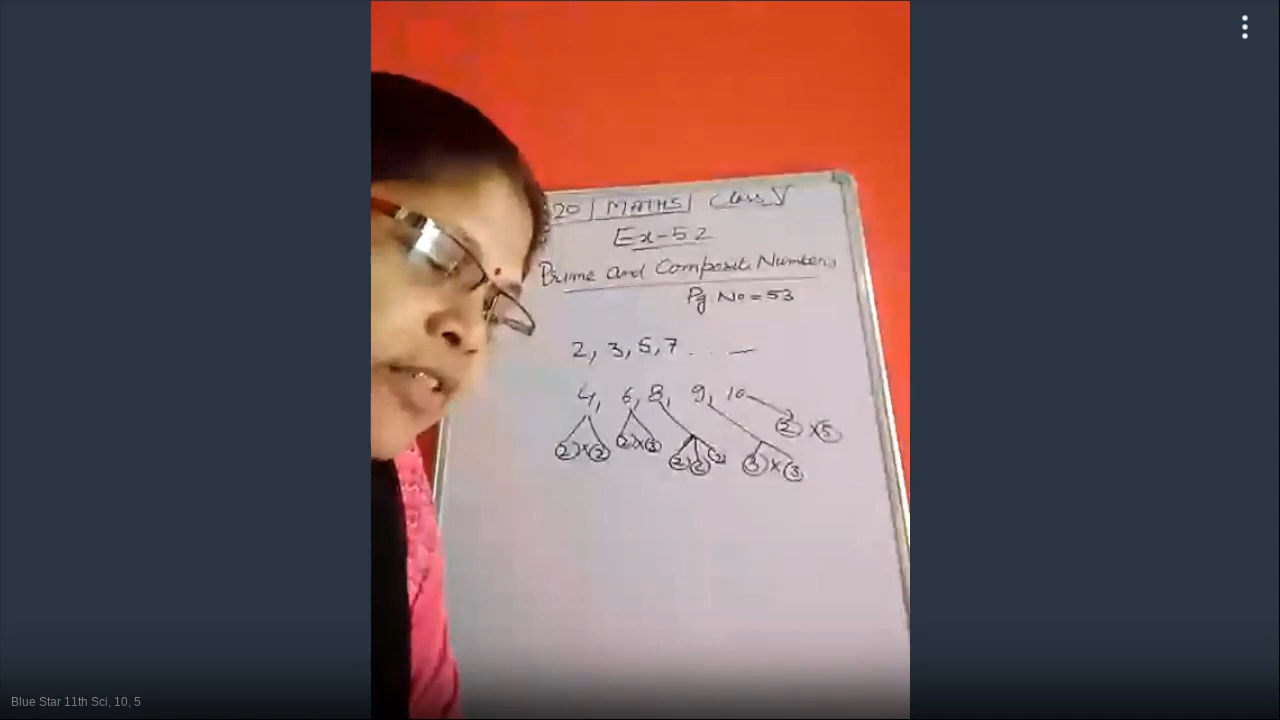 20 | MATHS | Class V
Ex-5.2
Prime and Composite Numbers
Pg No = 53
2, 3, 5, 7 . . . —
4, 6, 8, 9, 10
2 × 5
2 × 2 2 × 3 2 2 2 3 × 3
Blue Star 11th Sci, 10, 5